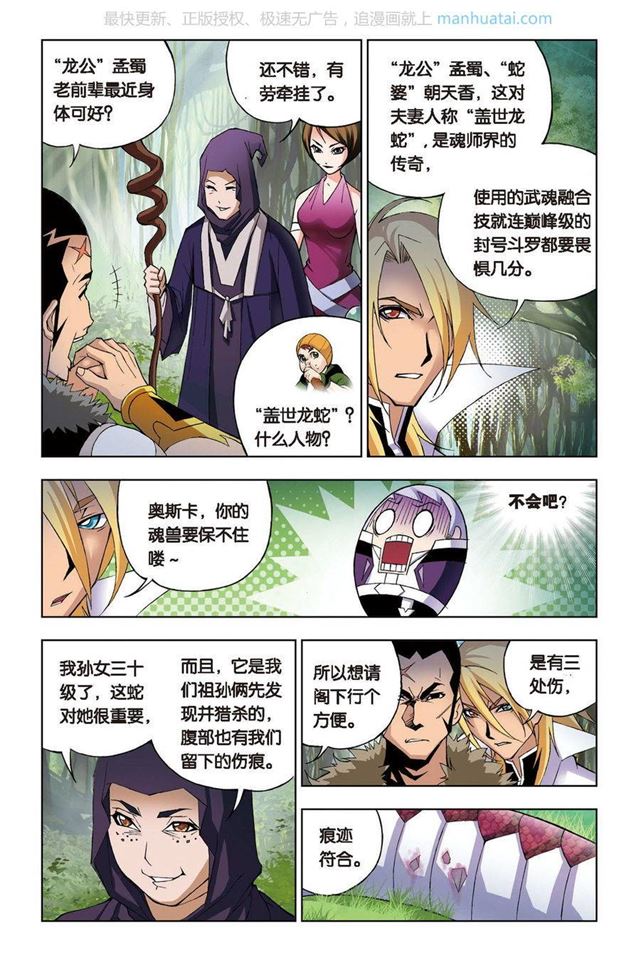 最快更新、正版授权、极速无广告，追漫画就上 manhuatai.com
“龙公”孟蜀
老前辈最近身
体可好？
还不错，有
劳牵挂了。
“盖世龙蛇”？
什么人物？
“龙公”孟蜀、“蛇
婆”朝天香，这对
夫妻人称“盖世龙
蛇”，是魂师界的
传奇，
使用的武魂融合
技就连巅峰级的
封号斗罗都要畏
惧几分。
奥斯卡，你的
魂兽要保不住
喽～
不会吧？
我孙女三十
级了，这蛇
对她很重要，
而且，它是我
们祖孙俩先发
现并猎杀的，
腹部也有我们
留下的伤痕。
所以想请
阁下行个
方便。
是有三
处伤，
痕迹
符合。